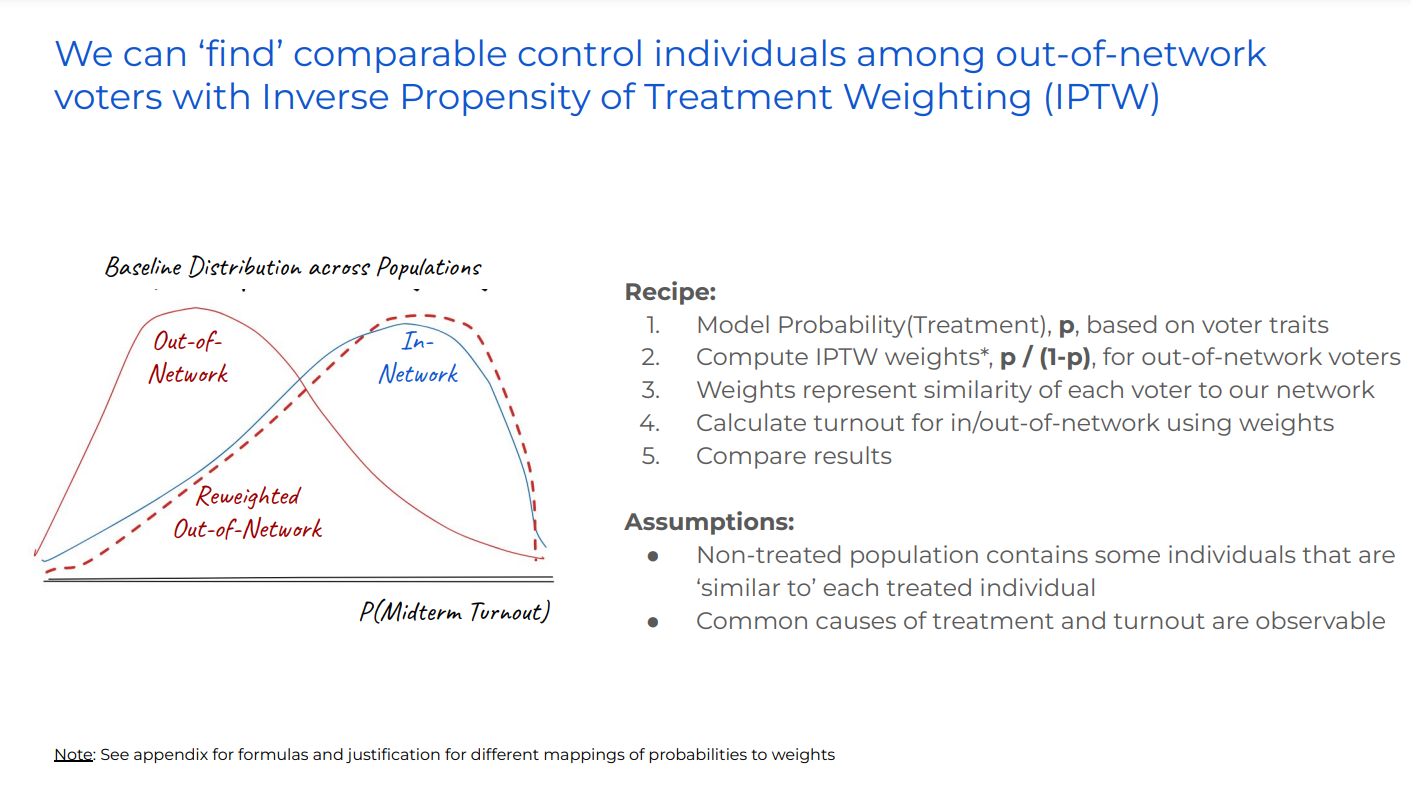 We can ‘find’ comparable control individuals among out-of-network
voters with Inverse Propensity of Treatment Weighting (IPTW)
Baseline Distribution across Populations
Out-of-
Network
In-
Network
Reweighted
Out-of-Network
P(Midterm Turnout)
Recipe:
1. Model Probability(Treatment), p, based on voter traits
2. Compute IPTW weights*, p / (1-p), for out-of-network voters
3. Weights represent similarity of each voter to our network
4. Calculate turnout for in/out-of-network using weights
5. Compare results
Assumptions:
● Non-treated population contains some individuals that are
‘similar to’ each treated individual
● Common causes of treatment and turnout are observable
Note: See appendix for formulas and justification for different mappings of probabilities to weights